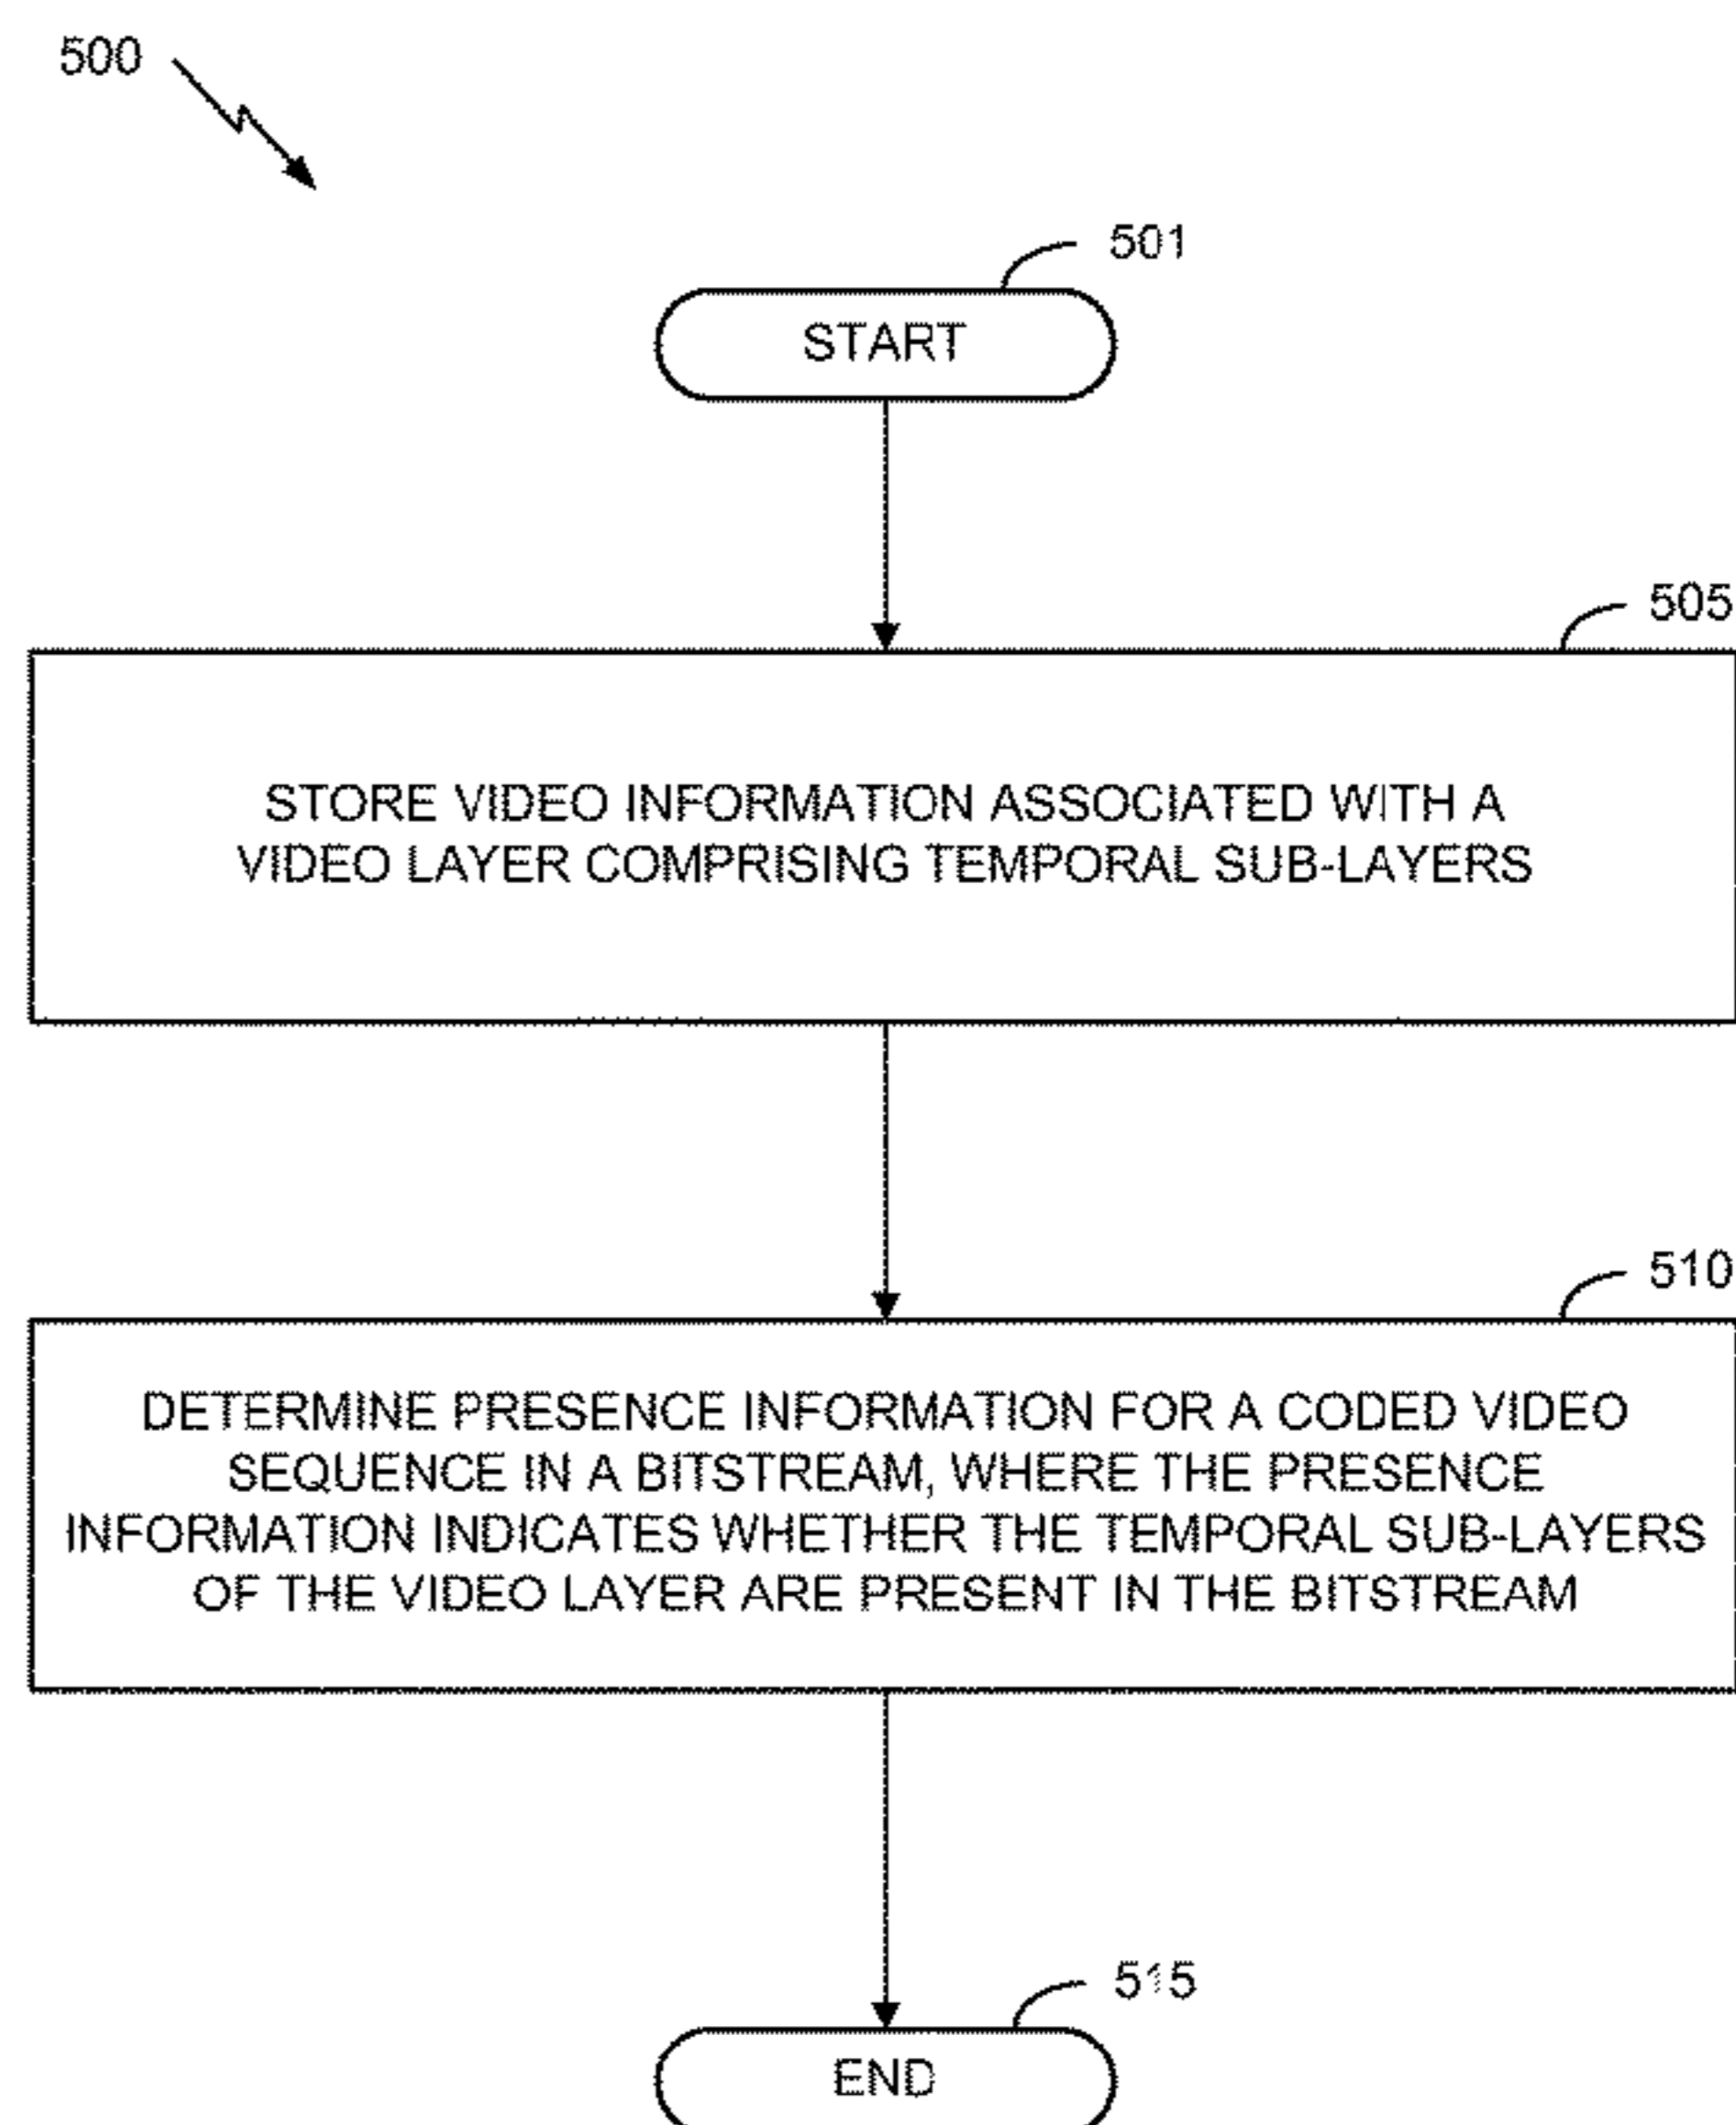 500
501
START
505
STORE VIDEO INFORMATION ASSOCIATED WITH A
VIDEO LAYER COMPRISING TEMPORAL SUB-LAYERS
510
DETERMINE PRESENCE INFORMATION FOR A CODED VIDEO
SEQUENCE IN A BITSTREAM, WHERE THE PRESENCE
INFORMATION INDICATES WHETHER THE TEMPORAL SUB-LAYERS
OF THE VIDEO LAYER ARE PRESENT IN THE BITSTREAM
515
END